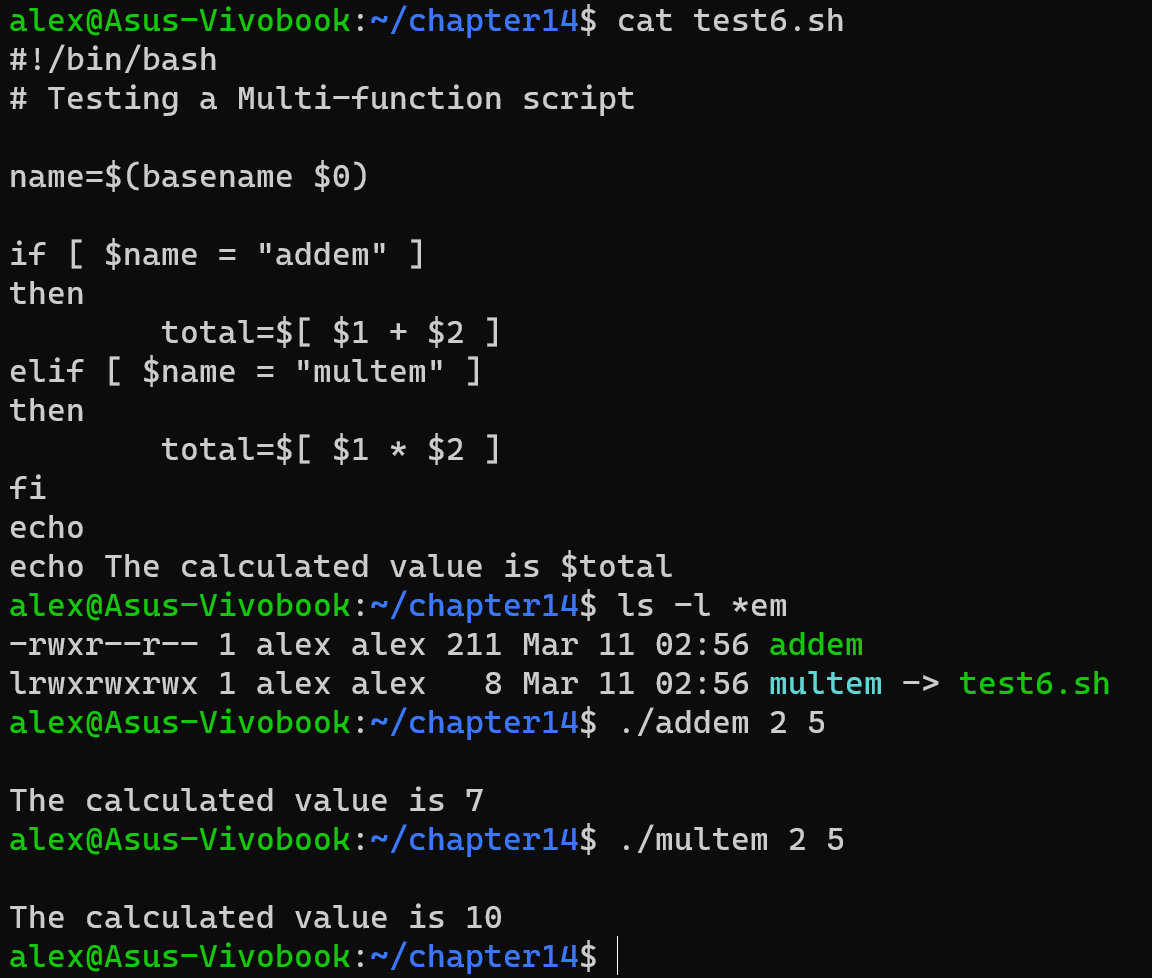 alex@Asus-Vivobook:~/chapter14$ cat test6.sh
#!/bin/bash
# Testing a Multi-function script

name=$(basename $0)

if [ $name = "addem" ]
then
        total=$[ $1 + $2 ]
elif [ $name = "multem" ]
then
        total=$[ $1 * $2 ]
fi
echo
echo The calculated value is $total
alex@Asus-Vivobook:~/chapter14$ ls -l *em
-rwxr--r-- 1 alex alex 211 Mar 11 02:56 addem
lrwxrwxrwx 1 alex alex   8 Mar 11 02:56 multem -> test6.sh
alex@Asus-Vivobook:~/chapter14$ ./addem 2 5

The calculated value is 7
alex@Asus-Vivobook:~/chapter14$ ./multem 2 5

The calculated value is 10
alex@Asus-Vivobook:~/chapter14$